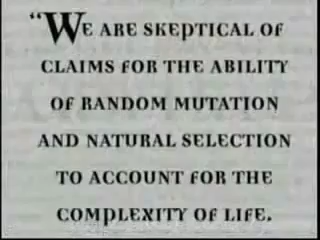 “WE ARE SKEPTICAL OF
CLAIMS FOR THE ABILITY
OF RANDOM MUTATION
AND NATURAL SELECTION
TO ACCOUNT FOR THE
COMPLEXITY OF LIFE.